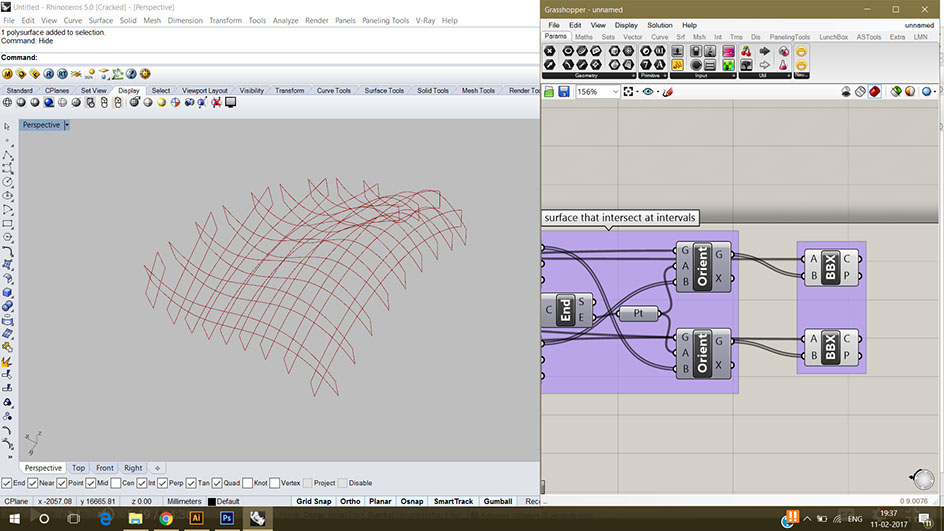 Untitled - Rhinoceros 5.0 [Cracked] - [Perspective]
File Edit View Curve Surface Solid Mesh Dimension Transform Tools Analyze Render Panels Paneling Tools V-Ray Help
1 polysurface added to selection.
Command: Hide
Command:
Standard CPlanes Set View Display Select Viewport Layout Visibility Transform Curve Tools Surface Tools Solid Tools Mesh Tools Render To
Perspective
z
x
Perspective Top Front Right
End Near Point Mid Cen Int Perp Tan Quad Knot Vertex Project Disable
CPlane x -2057.08 y 16665.81 z 0.00 Millimeters Default Grid Snap Ortho Planar Osnap SmartTrack Gumball Reco
Grasshopper - unnamed
File Edit View Display Solution Help unnamed
Params Maths Sets Vector Curve Srf Msh Int Trns Dis PanelingTools LunchBox ASTools Extra LMN
Geometry Primitive Input Util
156%
surface that intersect at intervals
G A B Orient G X
A B BBX C P
C End S E
Pt
G A B Orient G X
A B BBX C P
0.9.0076
Ai Ps ENG 19:37
11-02-2017